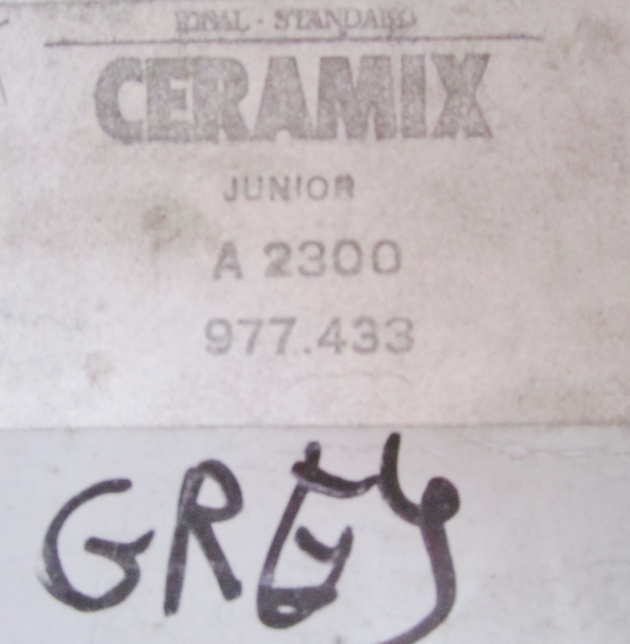 IDEAL - STANDARD
CERAMIX
JUNIOR
A 2300
977.433
GREY